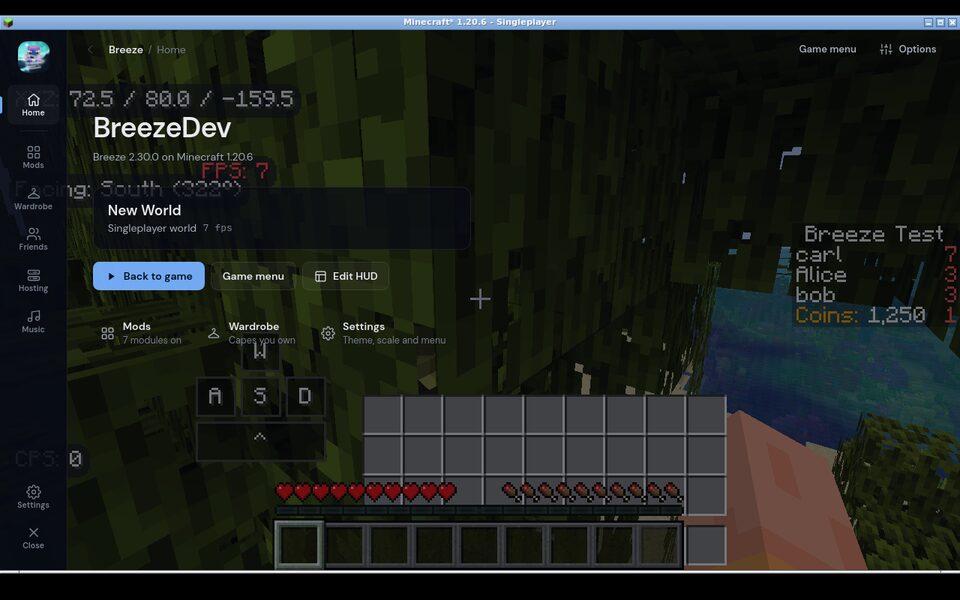 Minecraft* 1.20.6 - Singleplayer
Breeze / Home
Game menu
Options
72.5 / 80.0 / -159.5
Home
BreezeDev
Breeze 2.30.0 on Minecraft 1.20.6
FPS: 7
Mods
Facing: South (322°)
Wardrobe
New World
Singleplayer world 7 fps
Friends
Breeze Test
carl 7
Alice 3
bob 3
Coins: 1,250 1
Back to game
Game menu
Edit HUD
Hosting
Music
Mods
7 modules on
Wardrobe
Capes you own
Settings
Theme, scale and menu
W
A S D
^
CPS: 0
Settings
Close